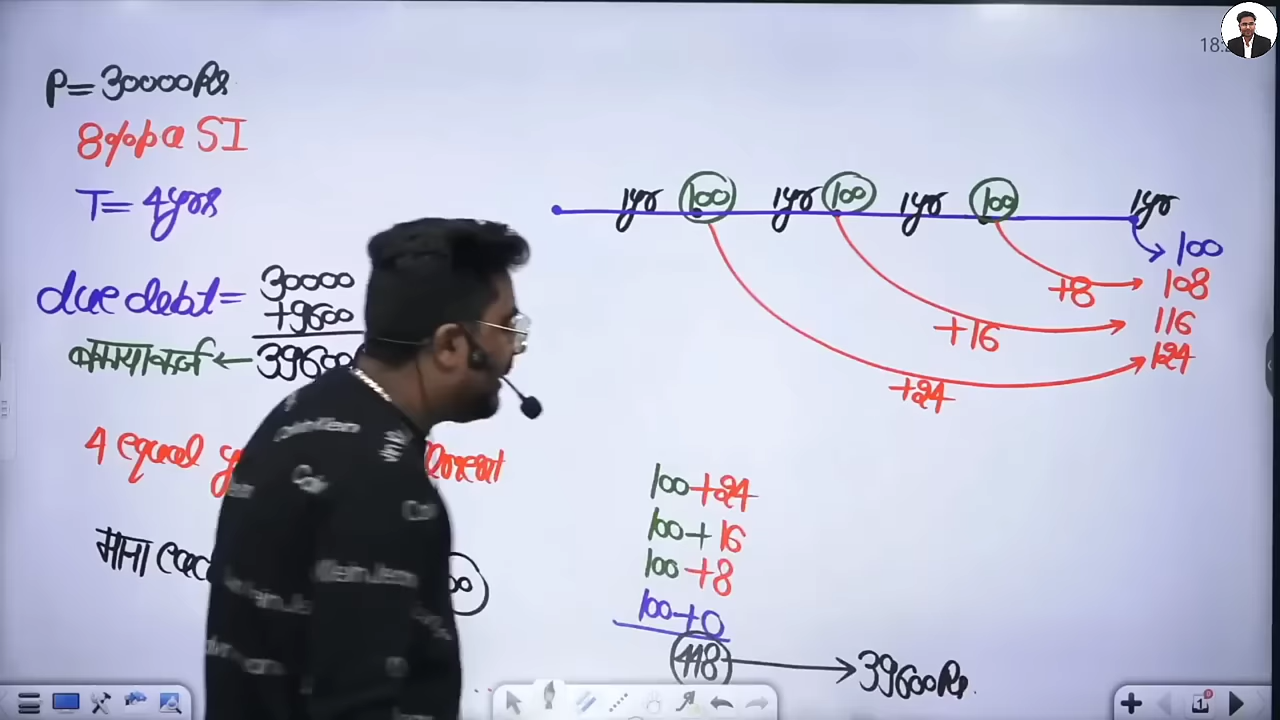 18:
P = 30000Rs
8%pa SI
T = 4yrs
1yr 100 1yr 100 1yr 100 1yr
100
+8 108
+16 116
+24 124
due debt = 30000
+9600
बकाया कर्ज ← 39600
4 equal
माना
100+24
100+16
100+8
100+0
448 → 39600Rs.
1